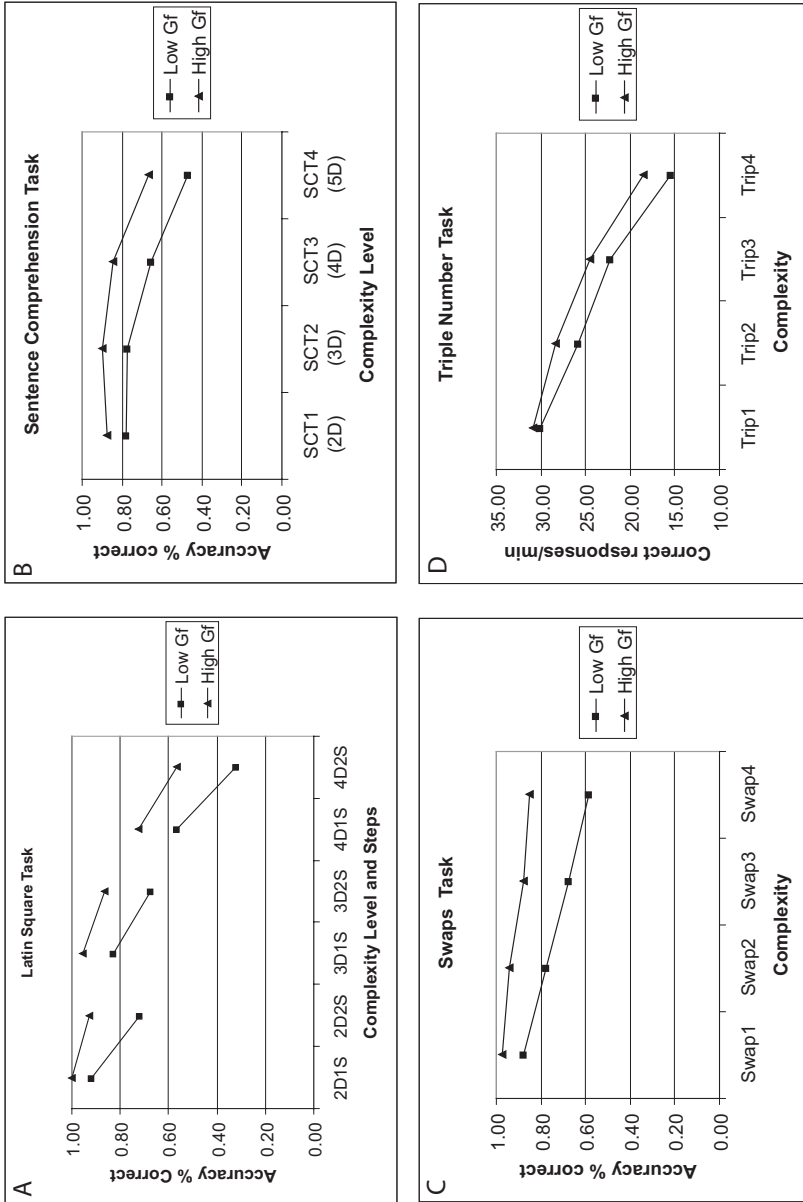 A
Latin Square Task
Accuracy % Correct
1.00
0.80
0.60
0.40
0.20
0.00
2D1S 2D2S 3D1S 3D2S 4D1S 4D2S
Complexity Level and Steps
Low Gf
High Gf
B
Sentence Comprehension Task
Accuracy % correct
1.00
0.80
0.60
0.40
0.20
0.00
SCT1 SCT2 SCT3 SCT4
(2D) (3D) (4D) (5D)
Complexity Level
Low Gf
High Gf
C
Swaps Task
Accuracy % correct
1.00
0.80
0.60
0.40
0.20
0.00
Swap1 Swap2 Swap3 Swap4
Complexity
Low Gf
High Gf
D
Triple Number Task
Correct responses/min
35.00
30.00
25.00
20.00
15.00
10.00
Trip1 Trip2 Trip3 Trip4
Complexity
Low Gf
High Gf